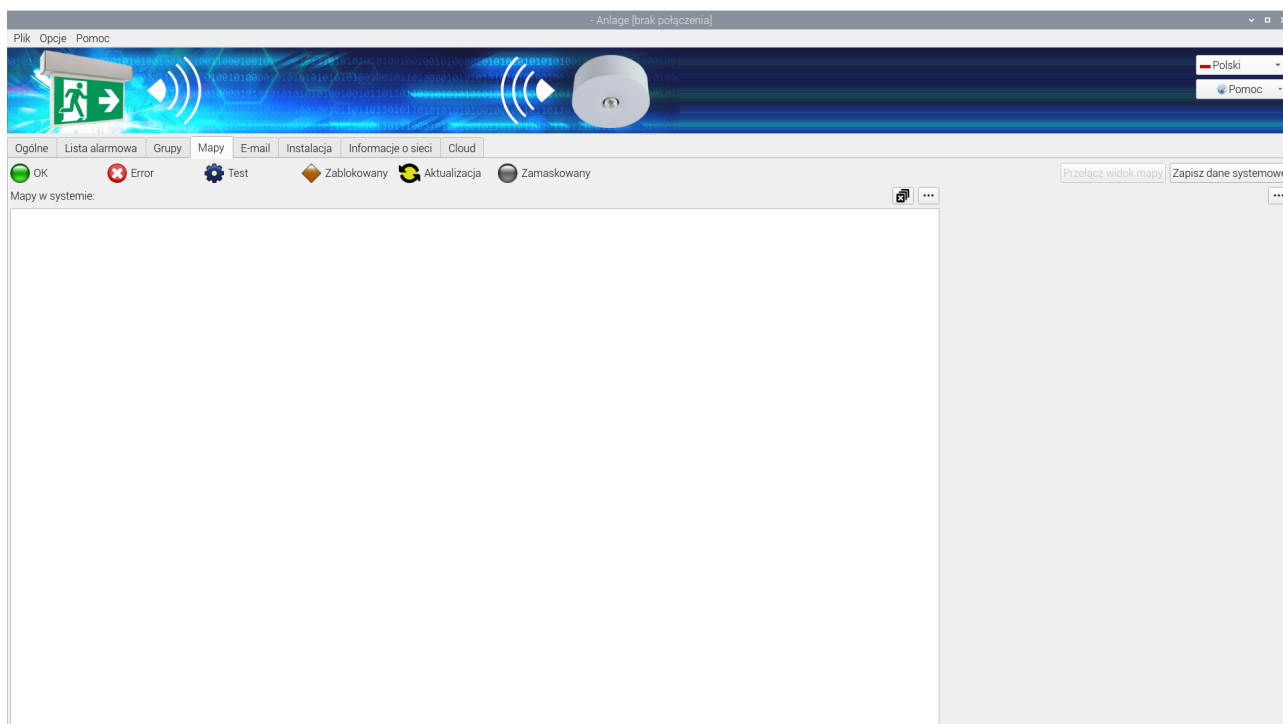 - Anlage [brak połączenia]
Plik Opcje Pomoc
Polski
Pomoc
Ogólne Lista alarmowa Grupy Mapy E-mail Instalacja Informacje o sieci Cloud
OK Error Test Zablokowany Aktualizacja Zamaskowany Przełącz widok mapy Zapisz dane systemowe
Mapy w systemie: